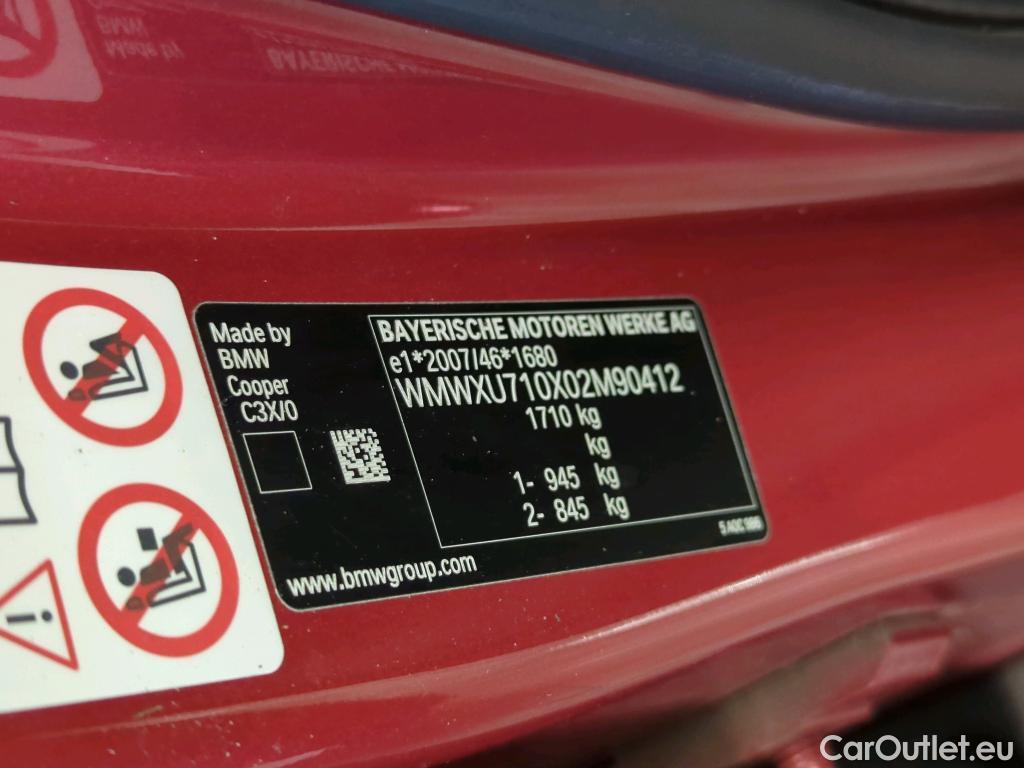 Made by
BMW
Cooper
C3X/0
BAYERISCHE MOTOREN WERKE AG
e1*2007/46*1680
WMWXU710X02M90412
1710 kg
kg
1- 945 kg
2- 845 kg
www.bmwgroup.com
CarOutlet.eu